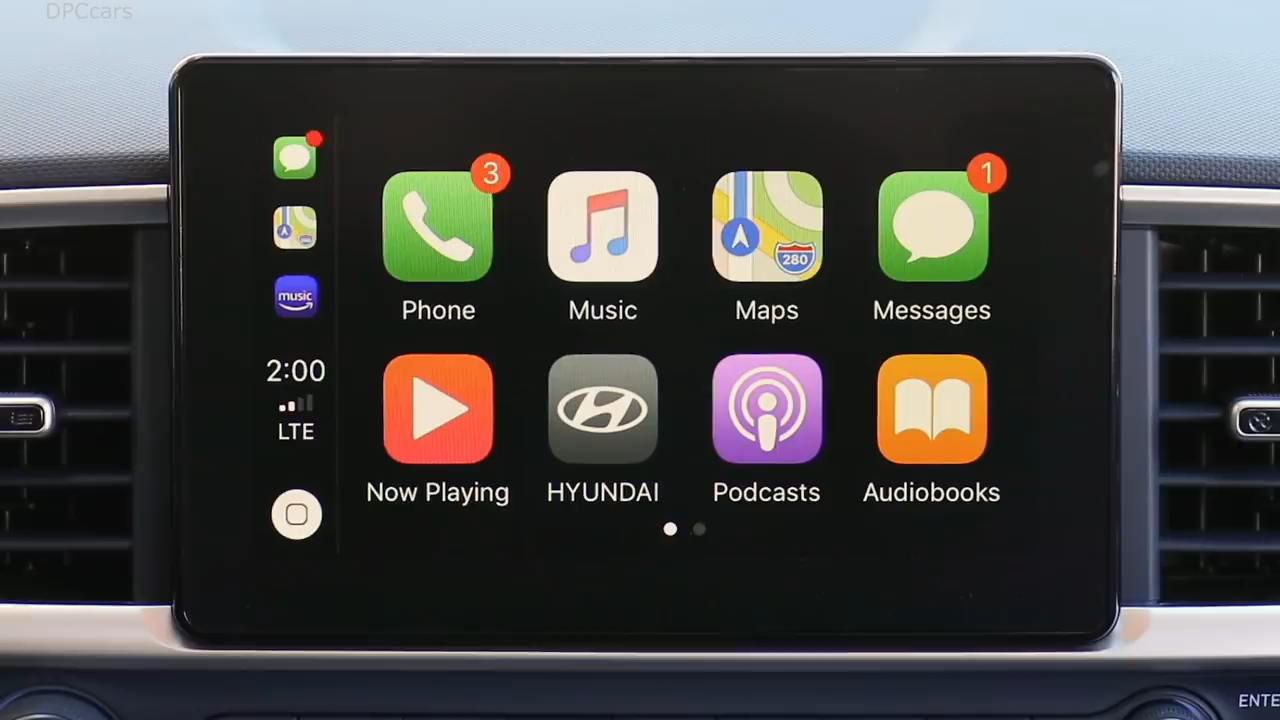 DPCcars
3
1
280
Phone
Music
Maps
Messages
music
2:00
LTE
Now Playing
HYUNDAI
Podcasts
Audiobooks
ENTE